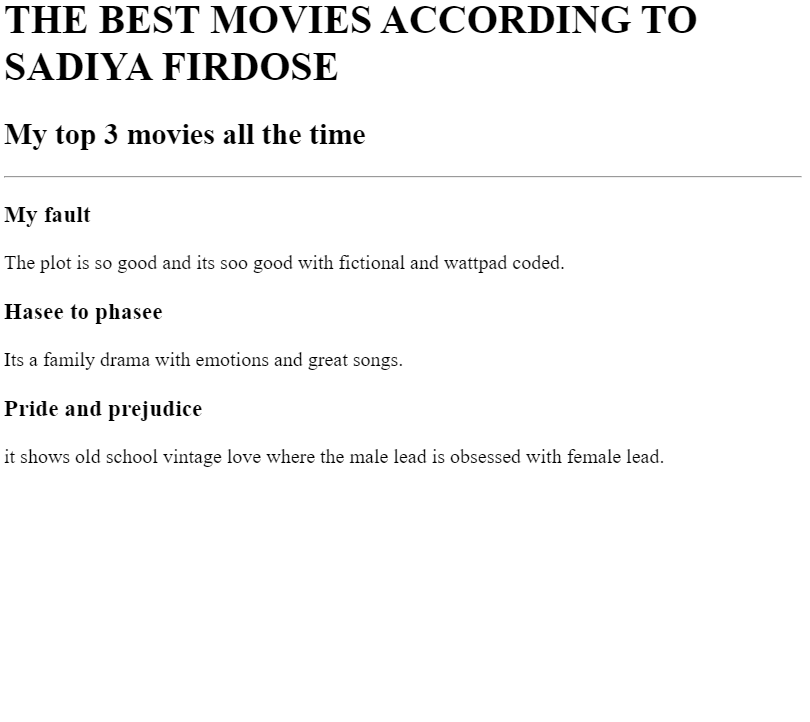 THE BEST MOVIES ACCORDING TO
SADIYA FIRDOSE
My top 3 movies all the time
My fault
The plot is so good and its soo good with fictional and wattpad coded.
Hasee to phasee
Its a family drama with emotions and great songs.
Pride and prejudice
it shows old school vintage love where the male lead is obsessed with female lead.